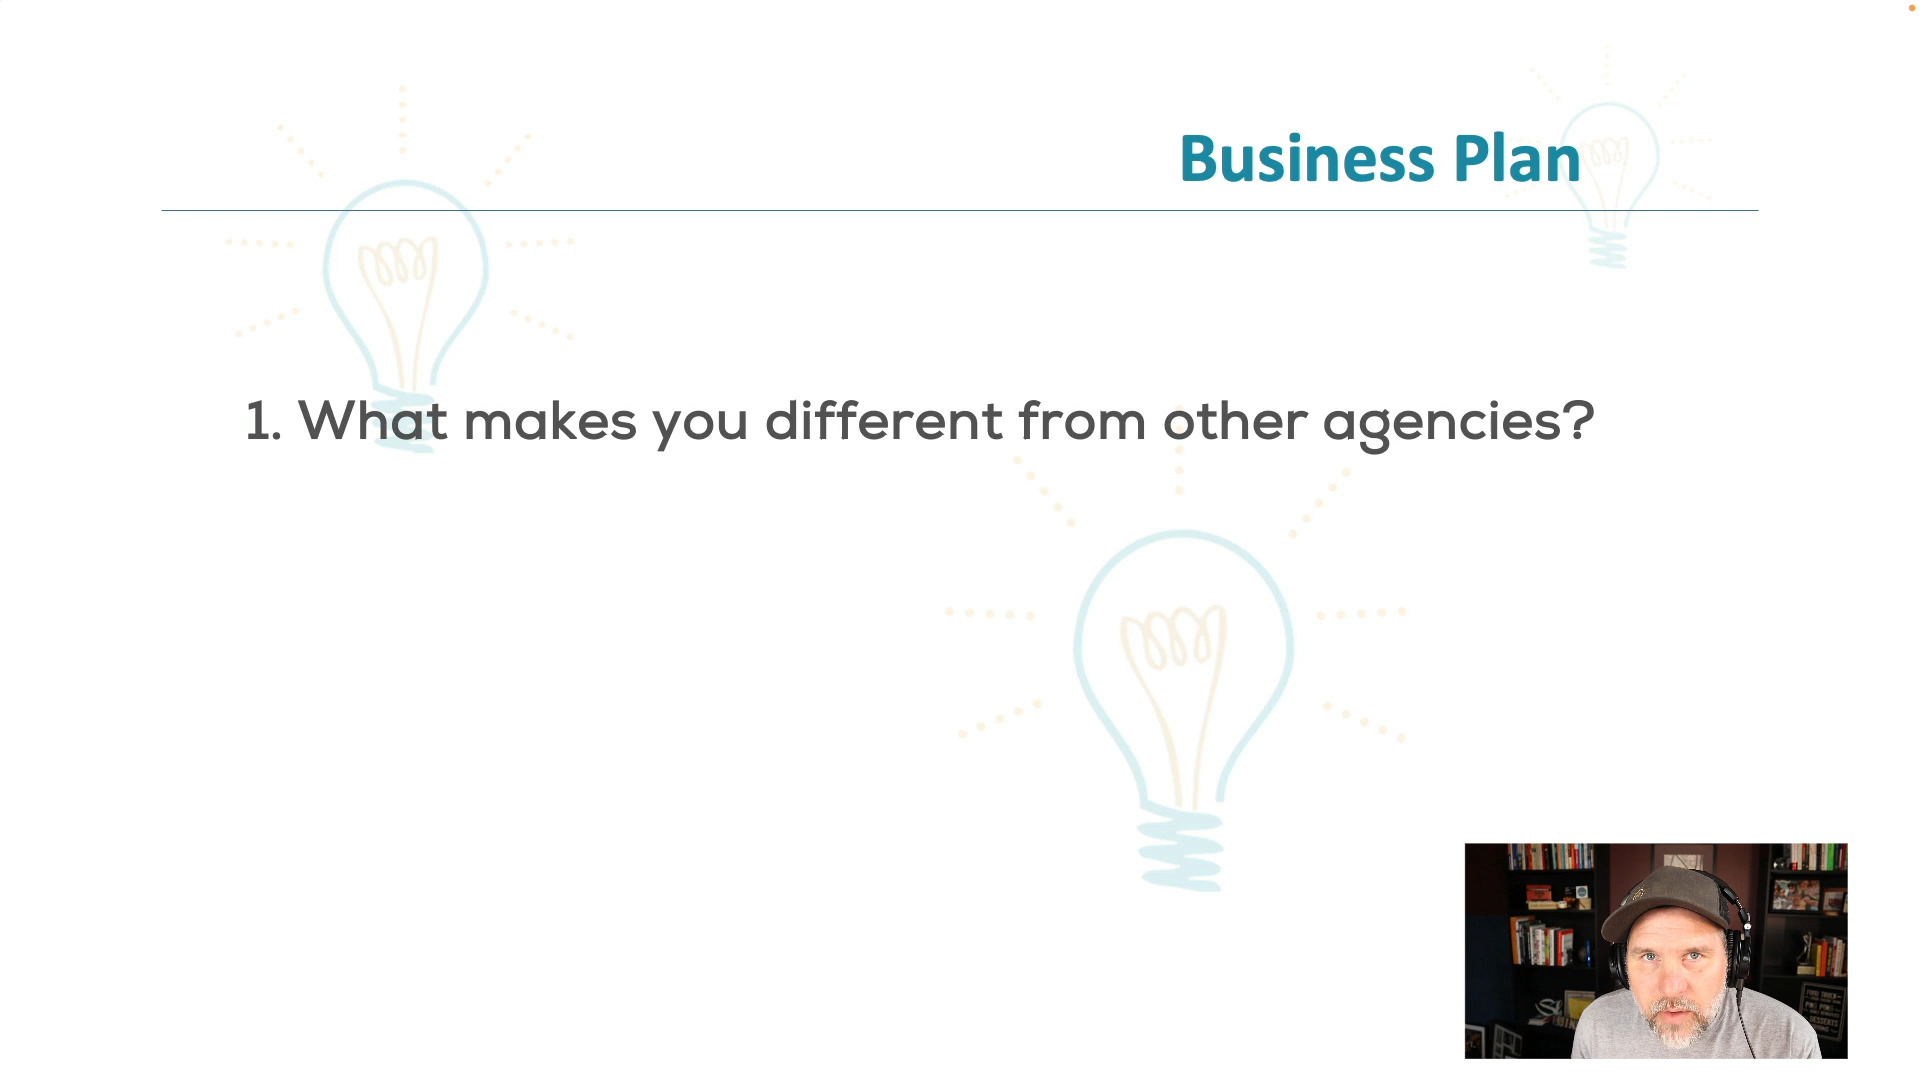 Business Plan
1. What makes you different from other agencies?